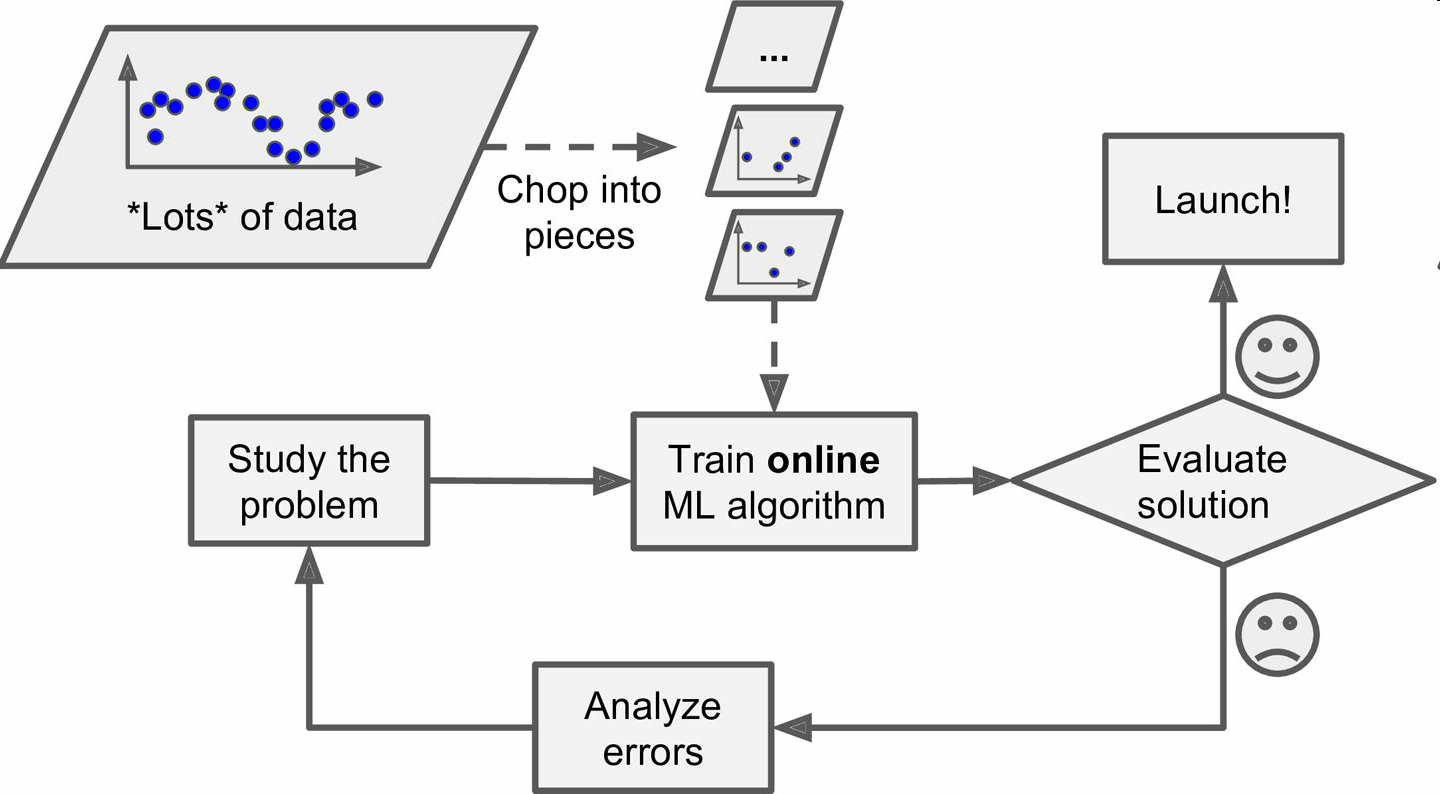 ...
*Lots* of data
Chop into
pieces
Launch!
Study the
problem
Train online
ML algorithm
Evaluate
solution
Analyze
errors